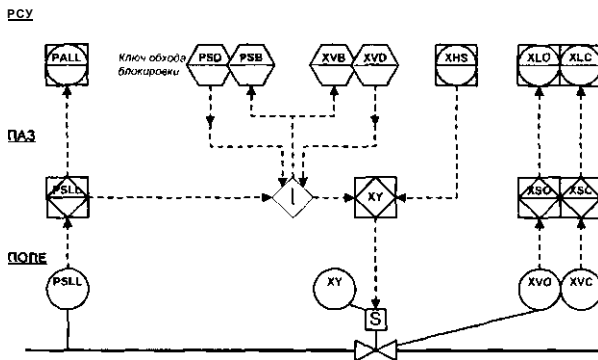 РСУ
PALL
Ключ обхода блокировки
PSD PSB
XVB XVD
XHS
XLO XLC
ПАЗ
PSLL
I
XY
XSO XSC
ПОЛЕ
PSLL
XY
XVO XVC
S